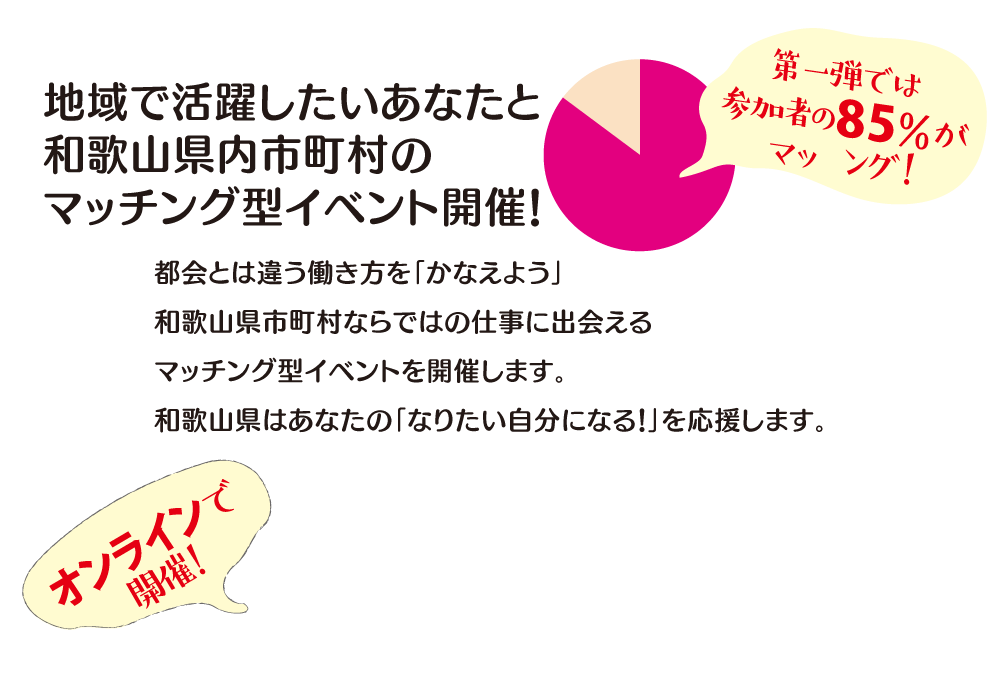 地域で活躍したいあなたと
和歌山県内市町村の
マッチング型イベント開催!
第一弾では
参加者の85%が
マッ ング!
都会とは違う働き方を「かなえよう」
和歌山県市町村ならではの仕事に出会える
マッチング型イベントを開催します。
和歌山県はあなたの「なりたい自分になる!」を応援します。
オンラインで
開催!